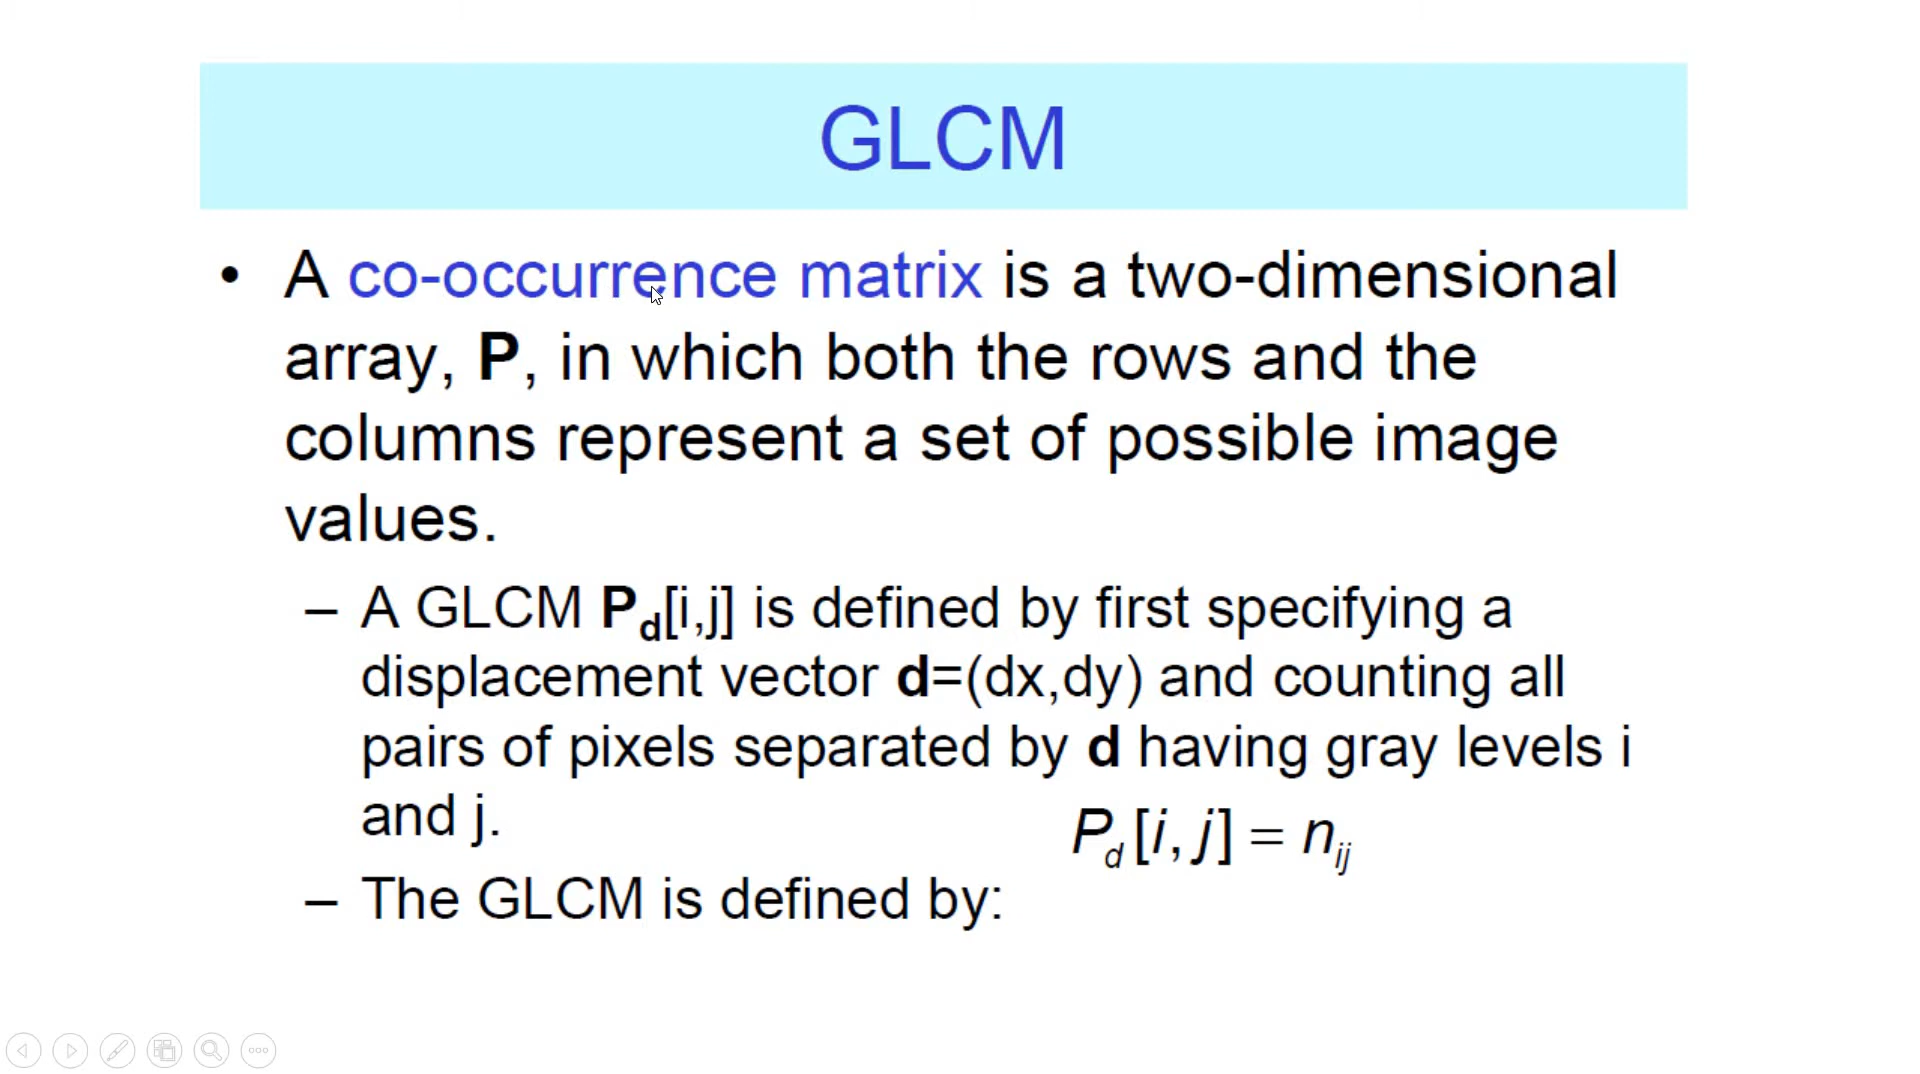 GLCM
• A co-occurrence matrix is a two-dimensional
array, P, in which both the rows and the
columns represent a set of possible image
values.
– A GLCM Pd[i,j] is defined by first specifying a
displacement vector d=(dx,dy) and counting all
pairs of pixels separated by d having gray levels i
and j.
Pd[i, j] = nij
– The GLCM is defined by: